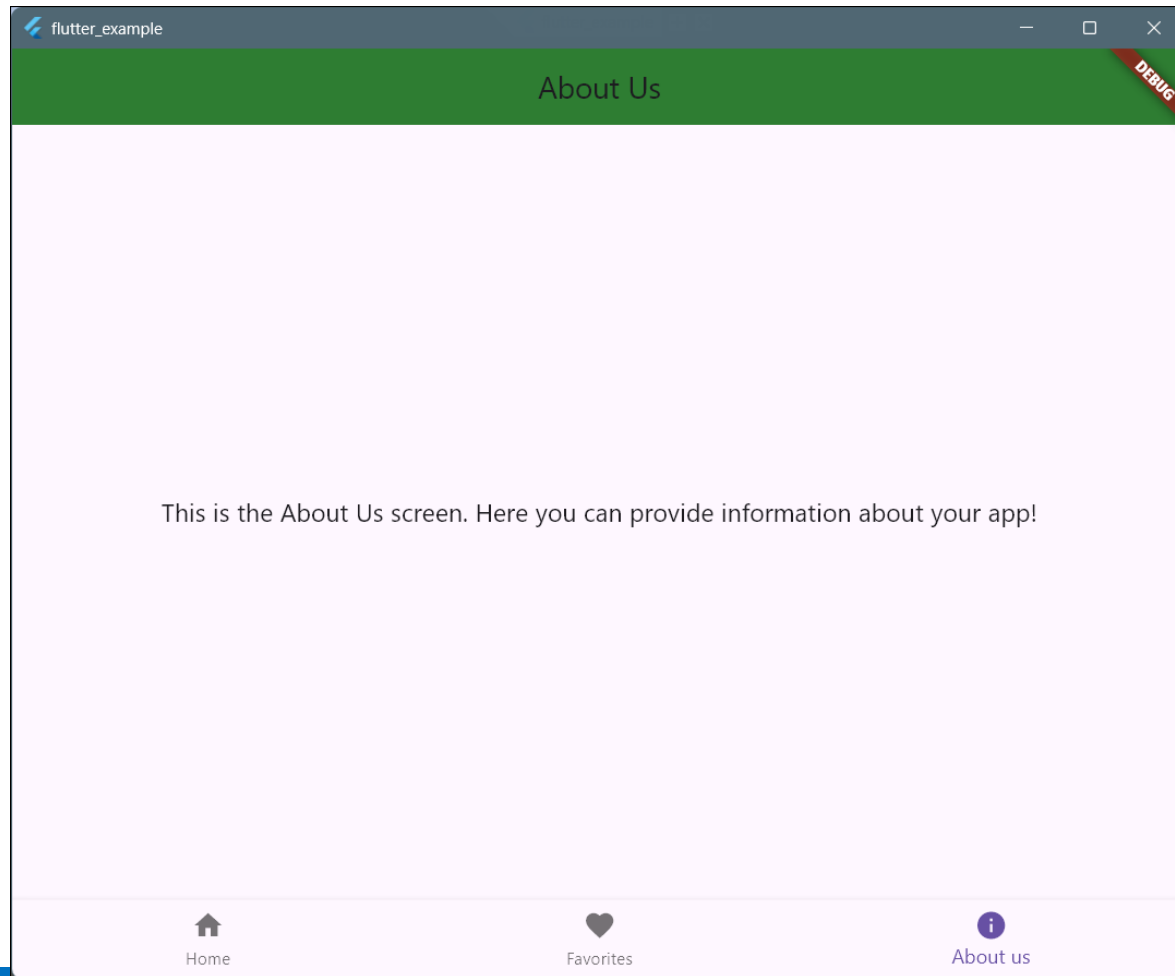 flutter_example
About Us
DEBUG
This is the About Us screen. Here you can provide information about your app!
Home
Favorites
About us